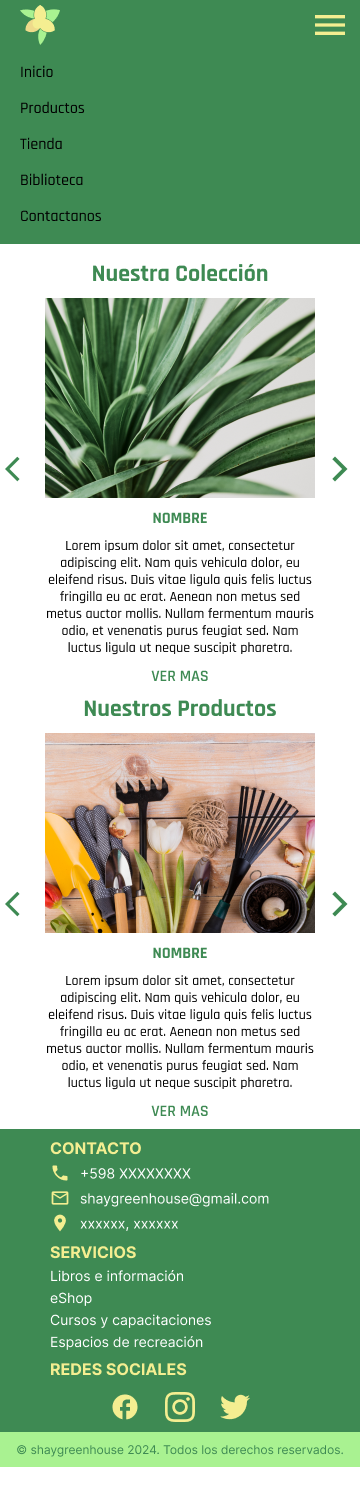 Inicio
Productos
Tienda
Biblioteca
Contactanos
Nuestra Colección
NOMBRE
Lorem ipsum dolor sit amet, consectetur
adipiscing elit. Nam quis vehicula dolor, eu
eleifend risus. Duis vitae ligula quis felis luctus
fringilla eu ac erat. Aenean non metus sed
metus auctor mollis. Nullam fermentum mauris
odio, et venenatis purus feugiat sed. Nam
luctus ligula ut neque suscipit pharetra.
VER MAS
Nuestros Productos
NOMBRE
Lorem ipsum dolor sit amet, consectetur
adipiscing elit. Nam quis vehicula dolor, eu
eleifend risus. Duis vitae ligula quis felis luctus
fringilla eu ac erat. Aenean non metus sed
metus auctor mollis. Nullam fermentum mauris
odio, et venenatis purus feugiat sed. Nam
luctus ligula ut neque suscipit pharetra.
VER MAS
CONTACTO
+598 XXXXXXXX
shaygreenhouse@gmail.com
xxxxxx, xxxxxx
SERVICIOS
Libros e información
eShop
Cursos y capacitaciones
Espacios de recreación
REDES SOCIALES
© shaygreenhouse 2024. Todos los derechos reservados.